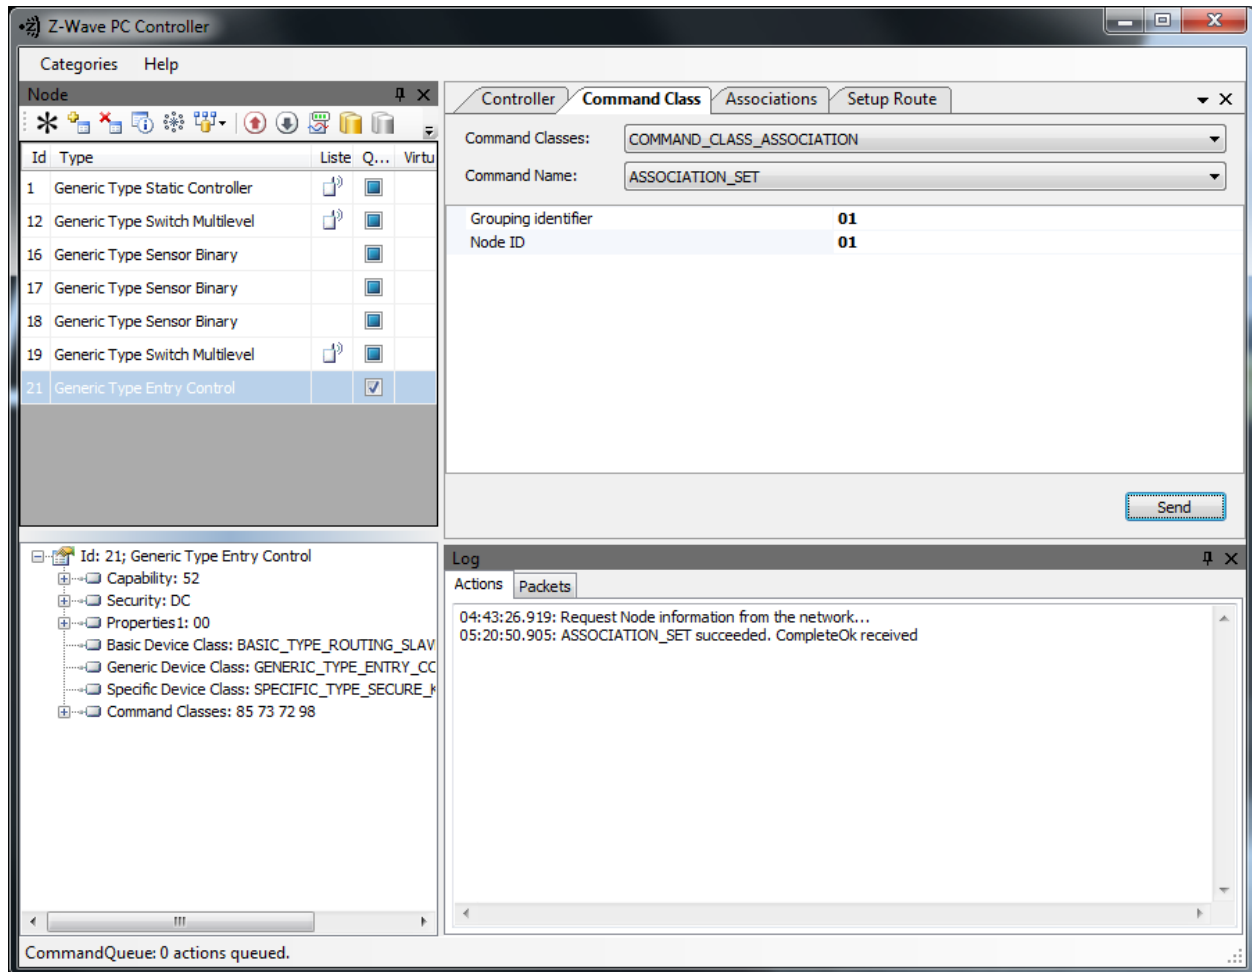 Z-Wave PC Controller
Categories Help
Node
Id Type Liste Q... Virtu
1 Generic Type Static Controller
12 Generic Type Switch Multilevel
16 Generic Type Sensor Binary
17 Generic Type Sensor Binary
18 Generic Type Sensor Binary
19 Generic Type Switch Multilevel
21 Generic Type Entry Control
Id: 21; Generic Type Entry Control
Capability: 52
Security: DC
Properties1: 00
Basic Device Class: BASIC_TYPE_ROUTING_SLAV
Generic Device Class: GENERIC_TYPE_ENTRY_CC
Specific Device Class: SPECIFIC_TYPE_SECURE_K
Command Classes: 85 73 72 98
Controller Command Class Associations Setup Route
Command Classes: COMMAND_CLASS_ASSOCIATION
Command Name: ASSOCIATION_SET
Grouping identifier 01
Node ID 01
Send
Log
Actions Packets
04:43:26.919: Request Node information from the network...
05:20:50.905: ASSOCIATION_SET succeeded. CompleteOk received
CommandQueue: 0 actions queued.